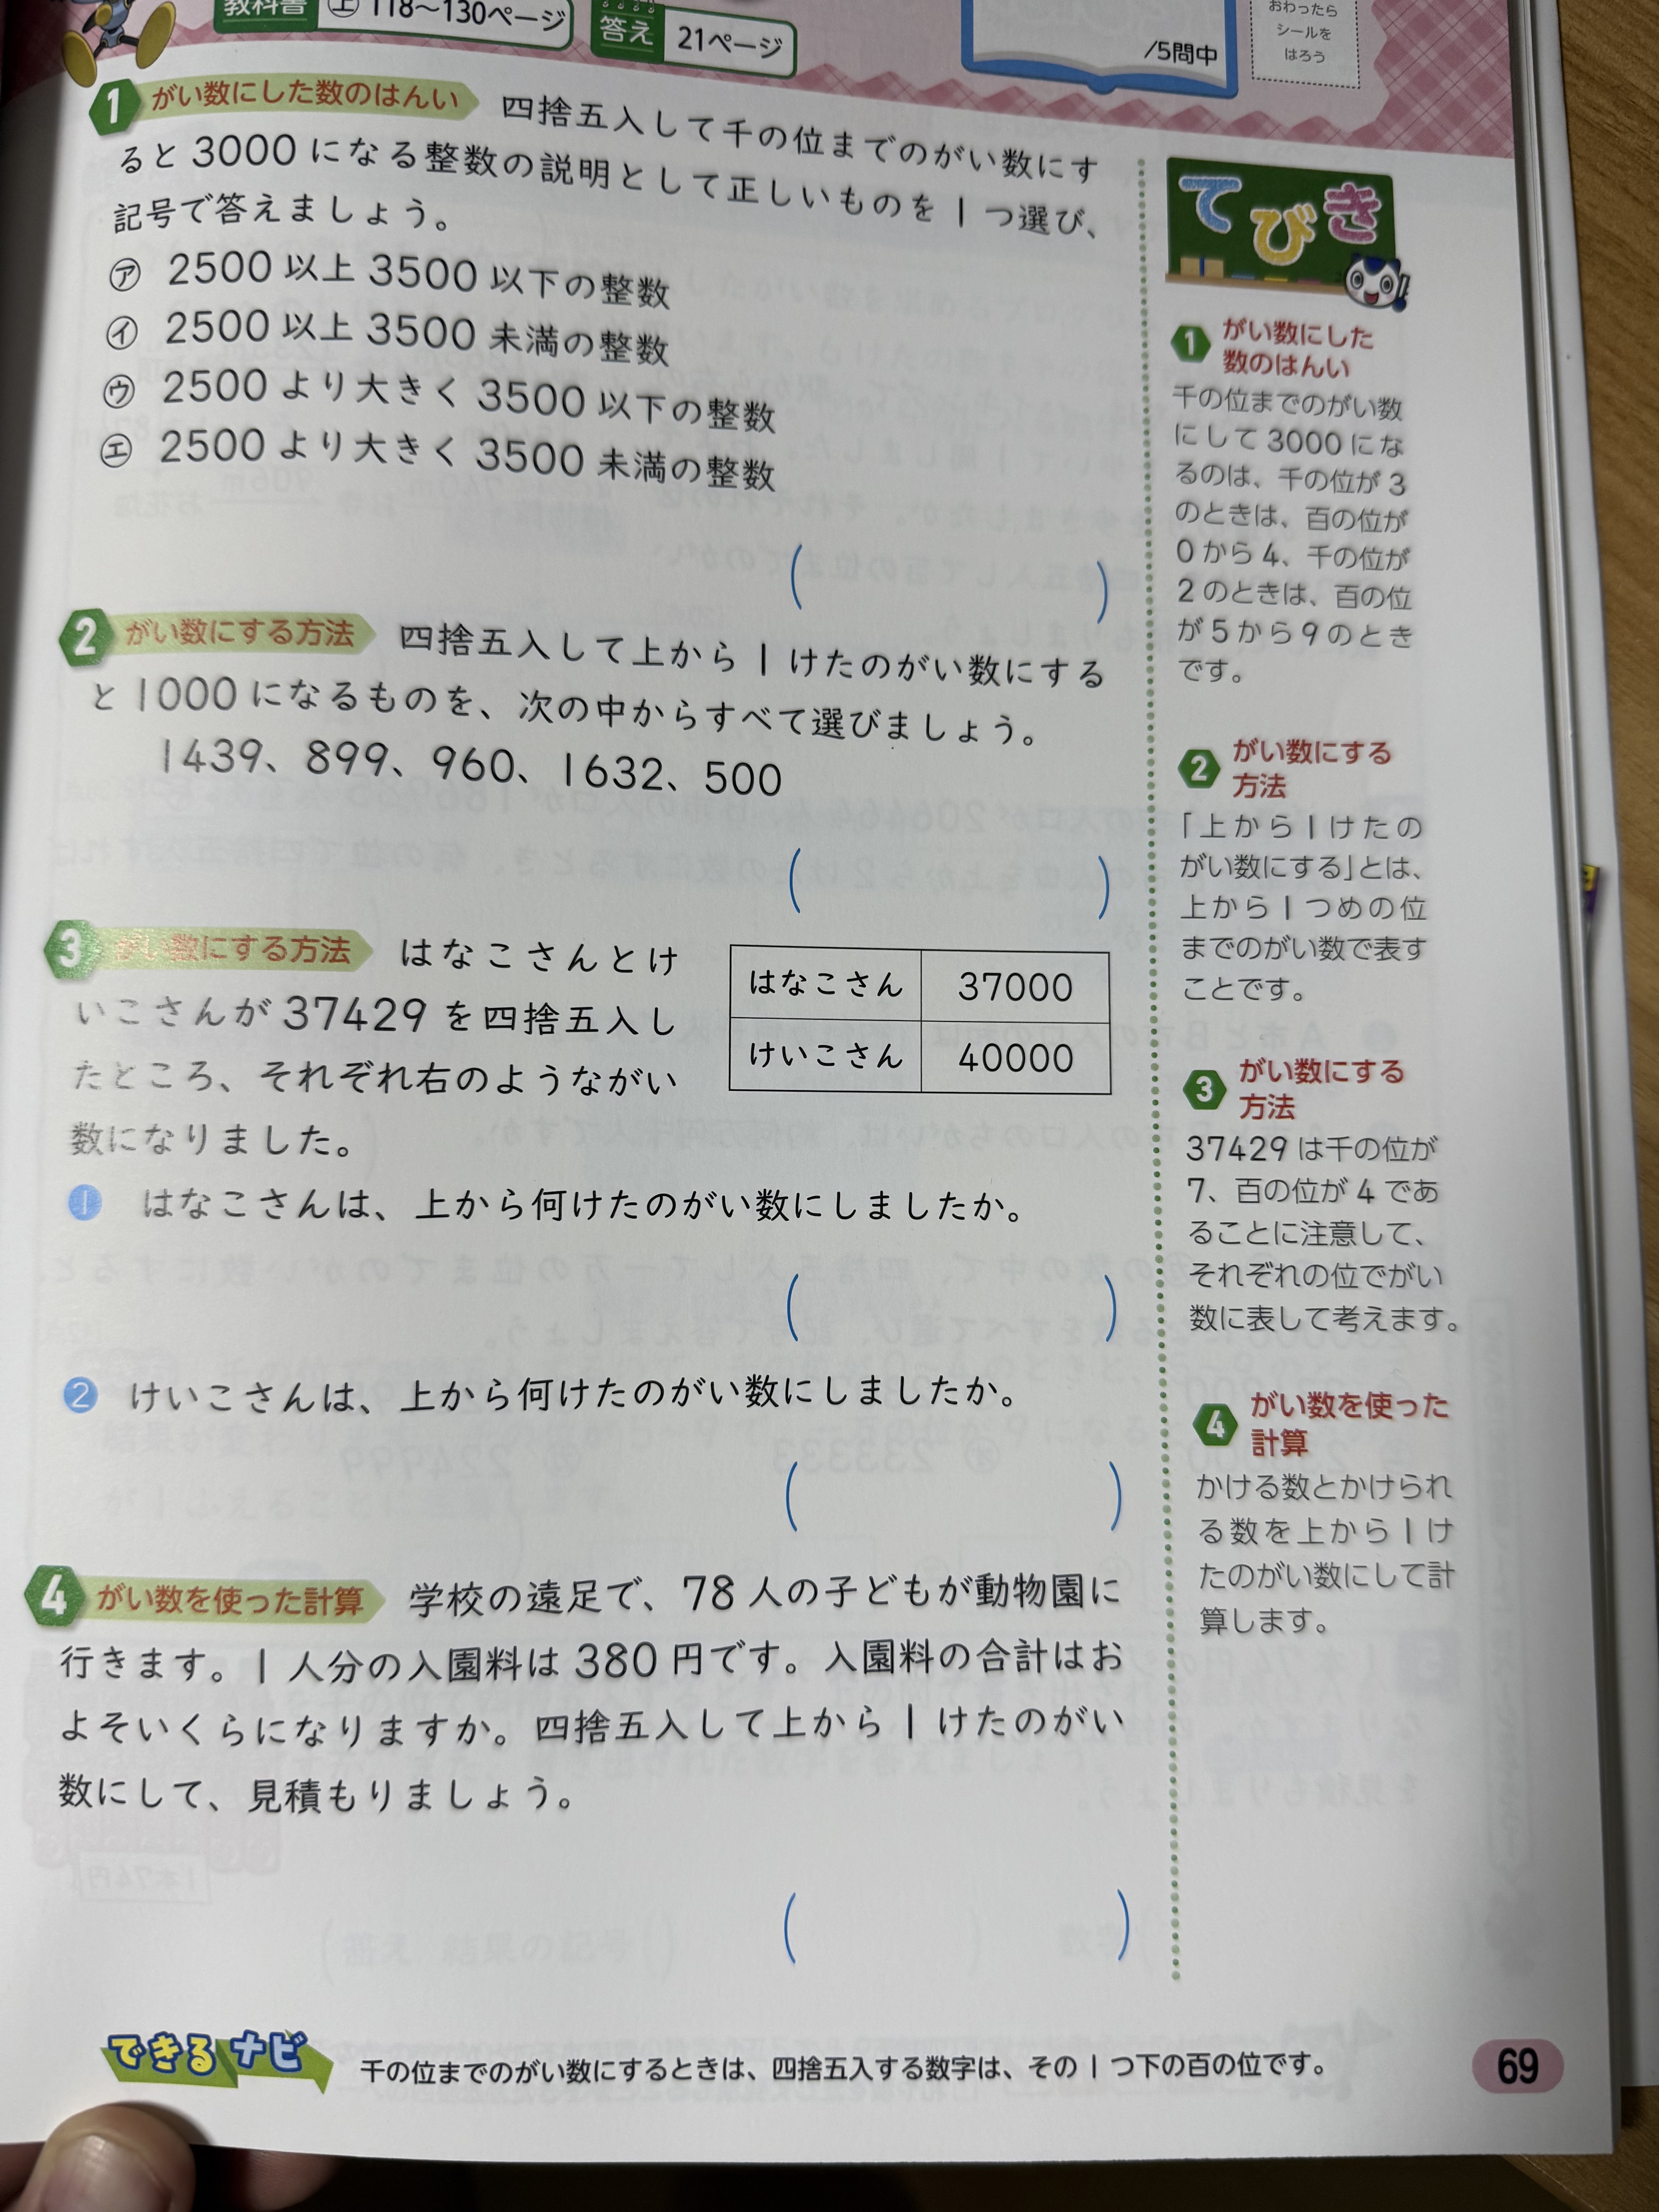 教科書 上 118〜130ページ
答え 21ページ
/5問中
おわったら
シールを
はろう
1 がい数にした数のはんい 四捨五入して千の位までのがい数にす
ると 3000 になる整数の説明として正しいものを 1 つ選び、
記号で答えましょう。
㋐ 2500 以上 3500 以下の整数
㋑ 2500 以上 3500 未満の整数
㋒ 2500 より大きく 3500 以下の整数
㋓ 2500 より大きく 3500 未満の整数
( )
2 がい数にする方法 四捨五入して上から 1 けたのがい数にする
と 1000 になるものを、次の中からすべて選びましょう。
1439、899、960、1632、500
( )
3 がい数にする方法 はなこさんとけ
いこさんが 37429 を四捨五入し
たところ、それぞれ右のようながい
数になりました。
はなこさん 37000
けいこさん 40000
1 はなこさんは、上から何けたのがい数にしましたか。
( )
2 けいこさんは、上から何けたのがい数にしましたか。
( )
4 がい数を使った計算 学校の遠足で、78 人の子どもが動物園に
行きます。1 人分の入園料は 380 円です。入園料の合計はお
よそいくらになりますか。四捨五入して上から 1 けたのがい
数にして、見積もりましょう。
( )
てびき
1 がい数にした
数のはんい
千の位までのがい数
にして 3000 にな
るのは、千の位が 3
のときは、百の位が
0 から 4、千の位が
2 のときは、百の位
が 5 から 9 のとき
です。
2 がい数にする
方法
「上から 1 けたの
がい数にする」とは、
上から 1 つめの位
までのがい数で表す
ことです。
3 がい数にする
方法
37429 は千の位が
7、百の位が 4 であ
ることに注意して、
それぞれの位でがい
数に表して考えます。
4 がい数を使った
計算
かける数とかけられ
る数を上から 1 け
たのがい数にして計
算します。
できるナビ 千の位までのがい数にするときは、四捨五入する数字は、その 1 つ下の百の位です。
69